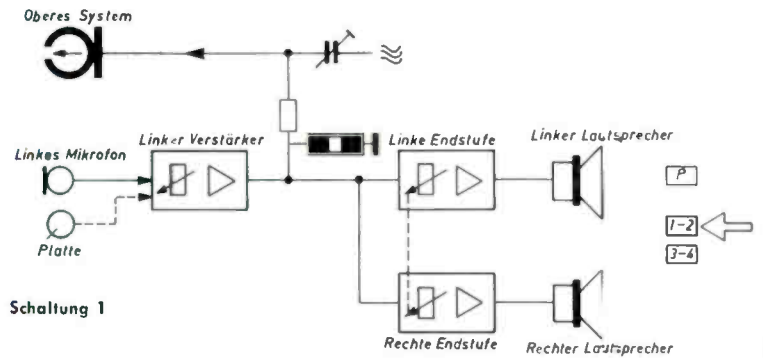 Oberes System
Linker Verstärker
Linke Endstufe
Linker Lautsprecher
Linkes Mikrofon
P
Platte
1-2
3-4
Schaltung 1
Rechte Endstufe
Rechter Lautsprecher